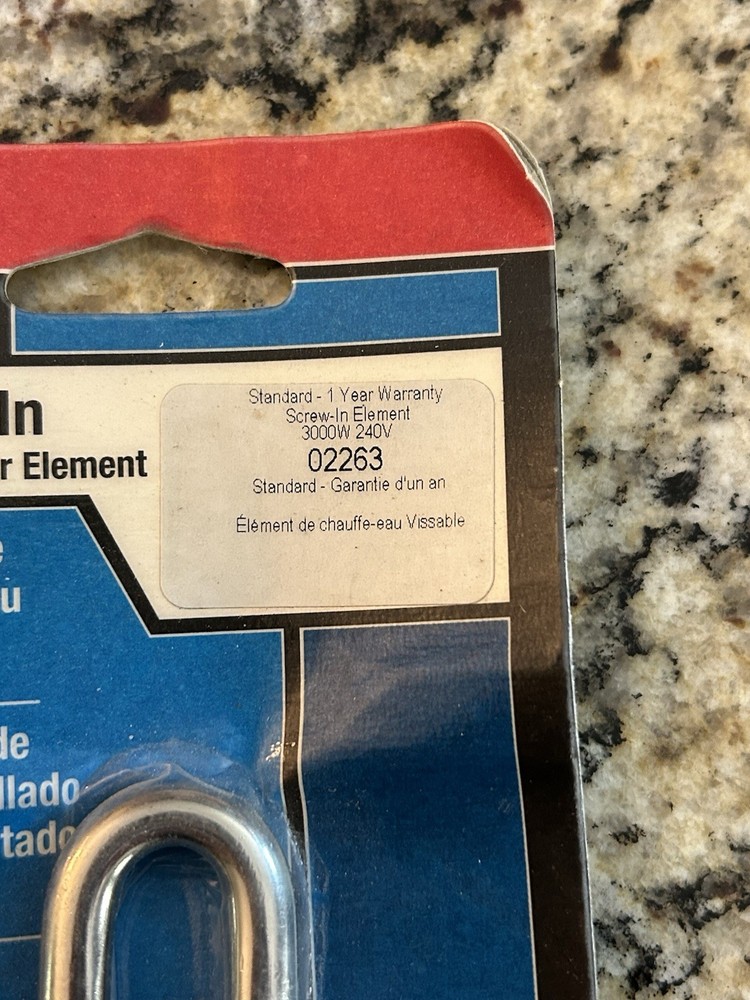 In
r Element
Standard - 1 Year Warranty
Screw-In Element
3000W 240V
02263
Standard - Garantie d'un an
Élément de chauffe-eau Vissable
e
u
de
llado
tado